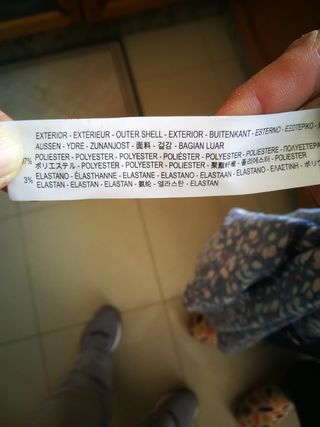 EXTERIOR - EXTÉRIEUR - OUTER SHELL - EXTERIOR - BUITENKANT - ESTERNO - ΕΞΩΤΕΡΙΚΟ -
AUSSEN - YDRE - ZUNANJOST - 面料 - 겉감 - BAGIAN LUAR
POLIESTER - POLYESTER - POLYESTER - POLIÉSTER - POLYESTER - POLIESTERE - ΠΟΛΥΕΣΤΕΡΑΣ
ポリエステル - POLYESTER - POLYESTER - POLYESTER - 聚酯纤维 - 폴리에스터 - POLIESTER
3% ELASTANO - ÉLASTHANNE - ELASTANE - ELASTANO - ELASTAAN - ELASTANO - ΕΛΑΣΤΙΝΗ -
ELASTAN - ELASTAN - ELASTAN - 氨纶 - 엘라스탄 - ELASTAN